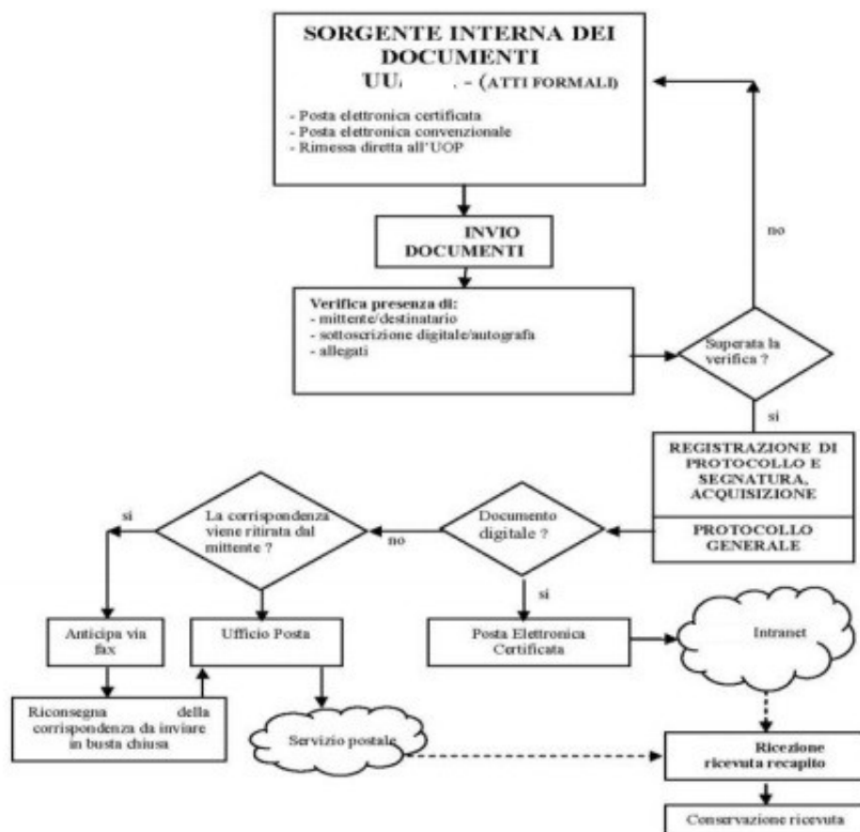 SORGENTE INTERNA DEI
DOCUMENTI
UU. - (ATTI FORMALI)
- Posta elettronica certificata
- Posta elettronica convenzionale
- Rimessa diretta all'UOP
INVIO
DOCUMENTI
no
Verifica presenza di:
- mittente/destinatario
- sottoscrizione digitale/autografa
- allegati
Superata la
verifica ?
si
REGISTRAZIONE DI
PROTOCOLLO E
SEGNATURA,
ACQUISIZIONE
PROTOCOLLO
GENERALE
Documento
digitale ?
no
si
La corrispondenza
viene ritirata dal
mittente ?
si
Anticipa via
fax
Ufficio Posta
Posta Elettronica
Certificata
Intranet
Riconsegna della
corrispondenza da inviare
in busta chiusa
Servizio postale
Ricezione
ricevuta recapito
Conservazione ricevuta